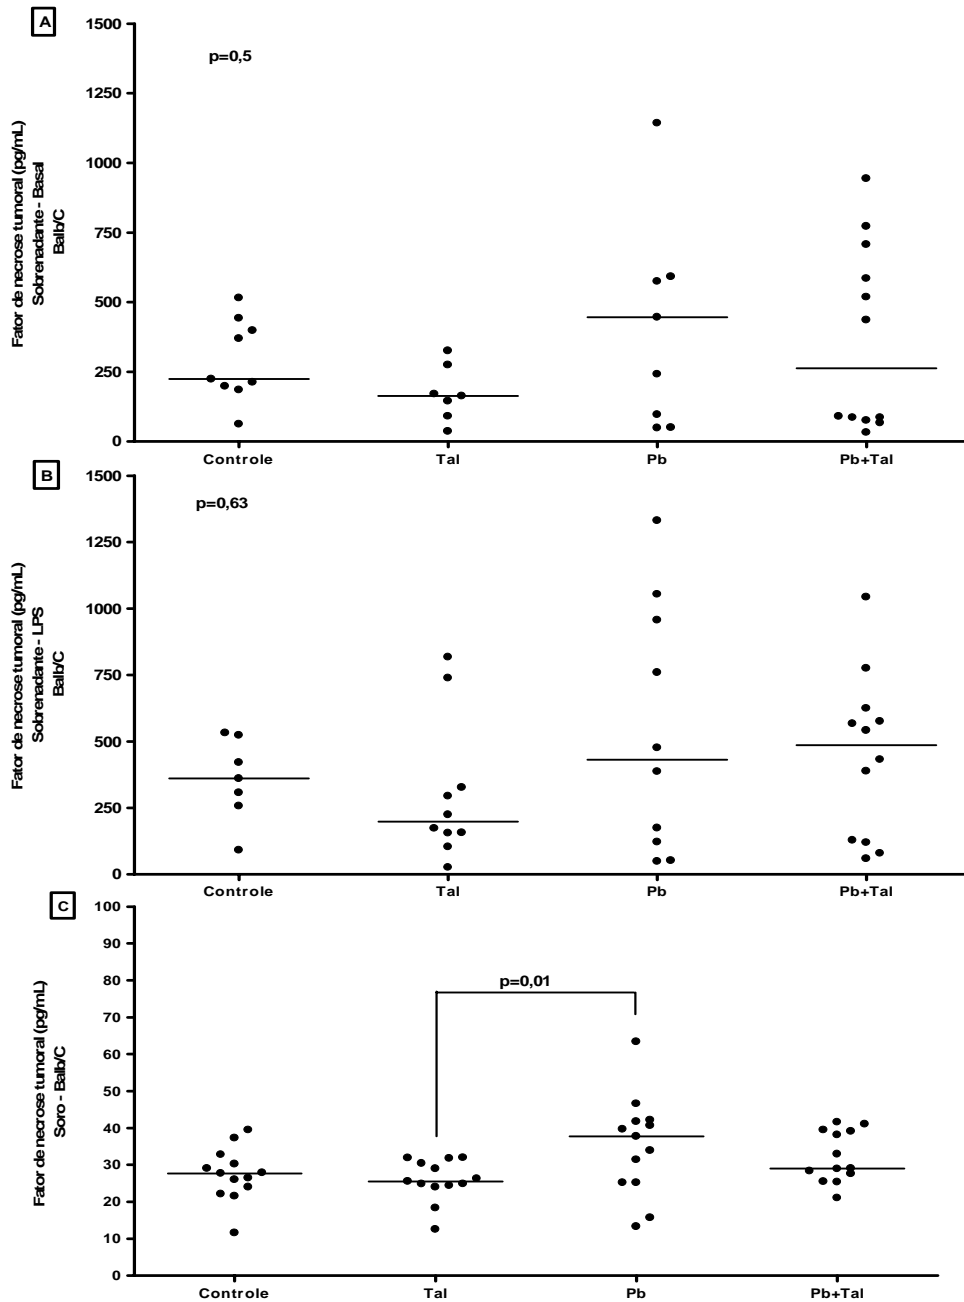 A
p=0,5
Fator de necrose tumoral (pg/mL)
Sobrenadante - Basal
Balb/C
1500
1250
1000
750
500
250
0
Controle Tal Pb Pb+Tal
B
p=0,63
Fator de necrose tumoral (pg/mL)
Sobrenadante - LPS
Balb/C
1500
1250
1000
750
500
250
0
Controle Tal Pb Pb+Tal
C
p=0,01
Fator de necrose tumoral (pg/mL)
Soro - Balb/C
100
90
80
70
60
50
40
30
20
10
0
Controle Tal Pb Pb+Tal